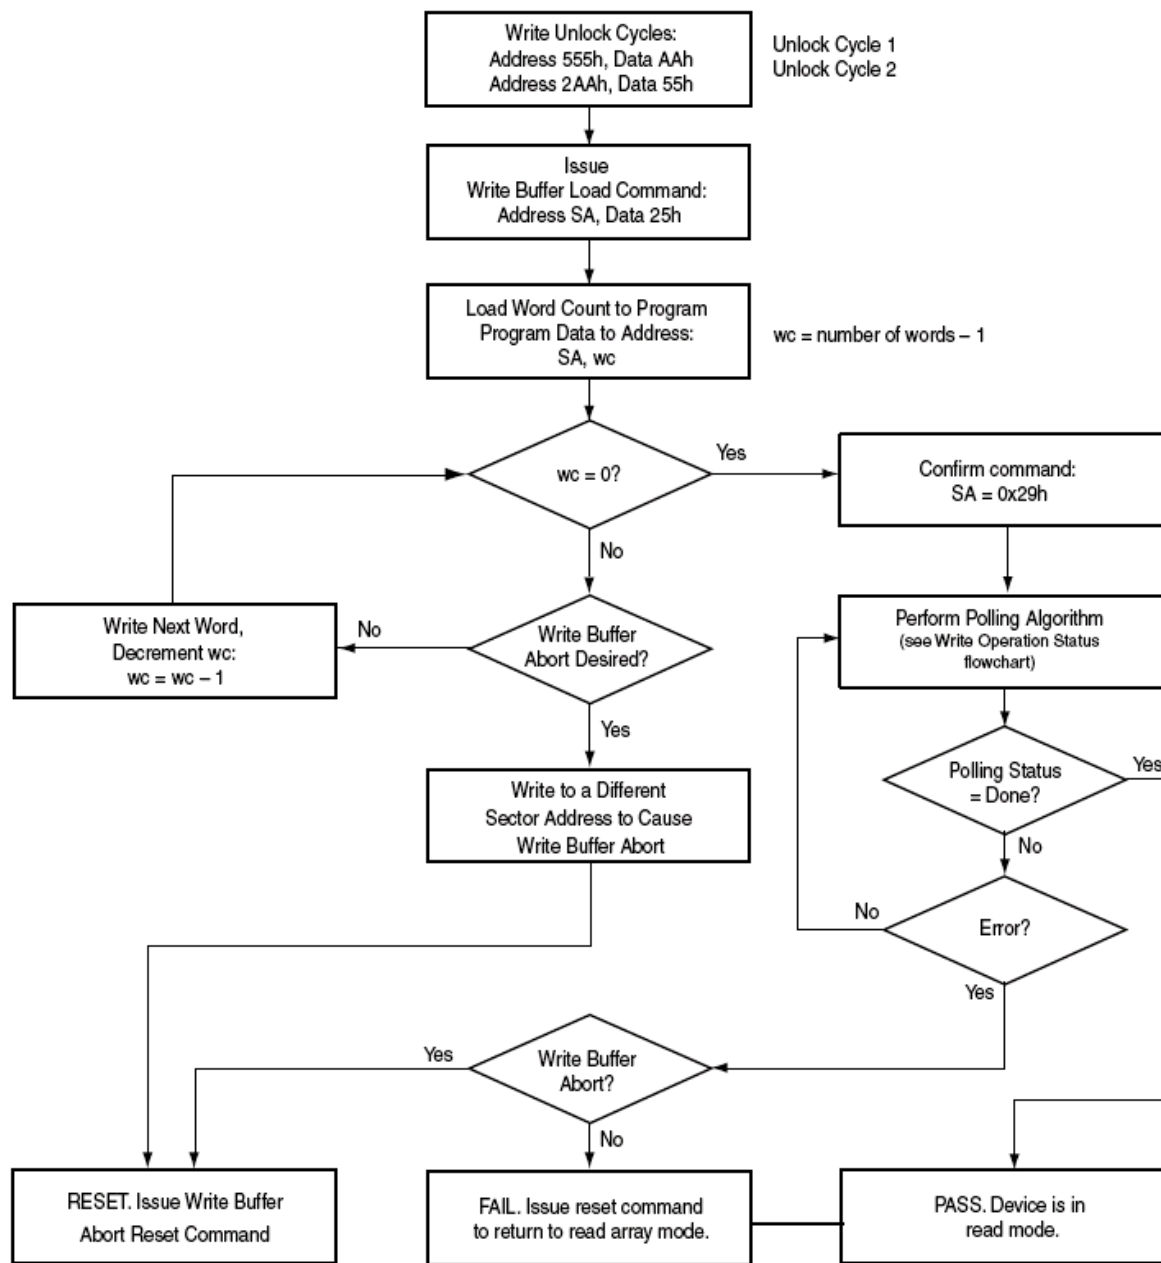 Write Unlock Cycles:
Address 555h, Data AAh
Address 2AAh, Data 55h
Unlock Cycle 1
Unlock Cycle 2
Issue
Write Buffer Load Command:
Address SA, Data 25h
Load Word Count to Program
Program Data to Address:
SA, wc
wc = number of words – 1
wc = 0?
Yes
Confirm command:
SA = 0x29h
No
Write Next Word,
Decrement wc:
wc = wc – 1
No
Write Buffer
Abort Desired?
Perform Polling Algorithm
(see Write Operation Status
flowchart)
Yes
Polling Status
= Done?
Yes
Write to a Different
Sector Address to Cause
Write Buffer Abort
No
No
Error?
Yes
Yes
Write Buffer
Abort?
No
RESET. Issue Write Buffer
Abort Reset Command
FAIL. Issue reset command
to return to read array mode.
PASS. Device is in
read mode.